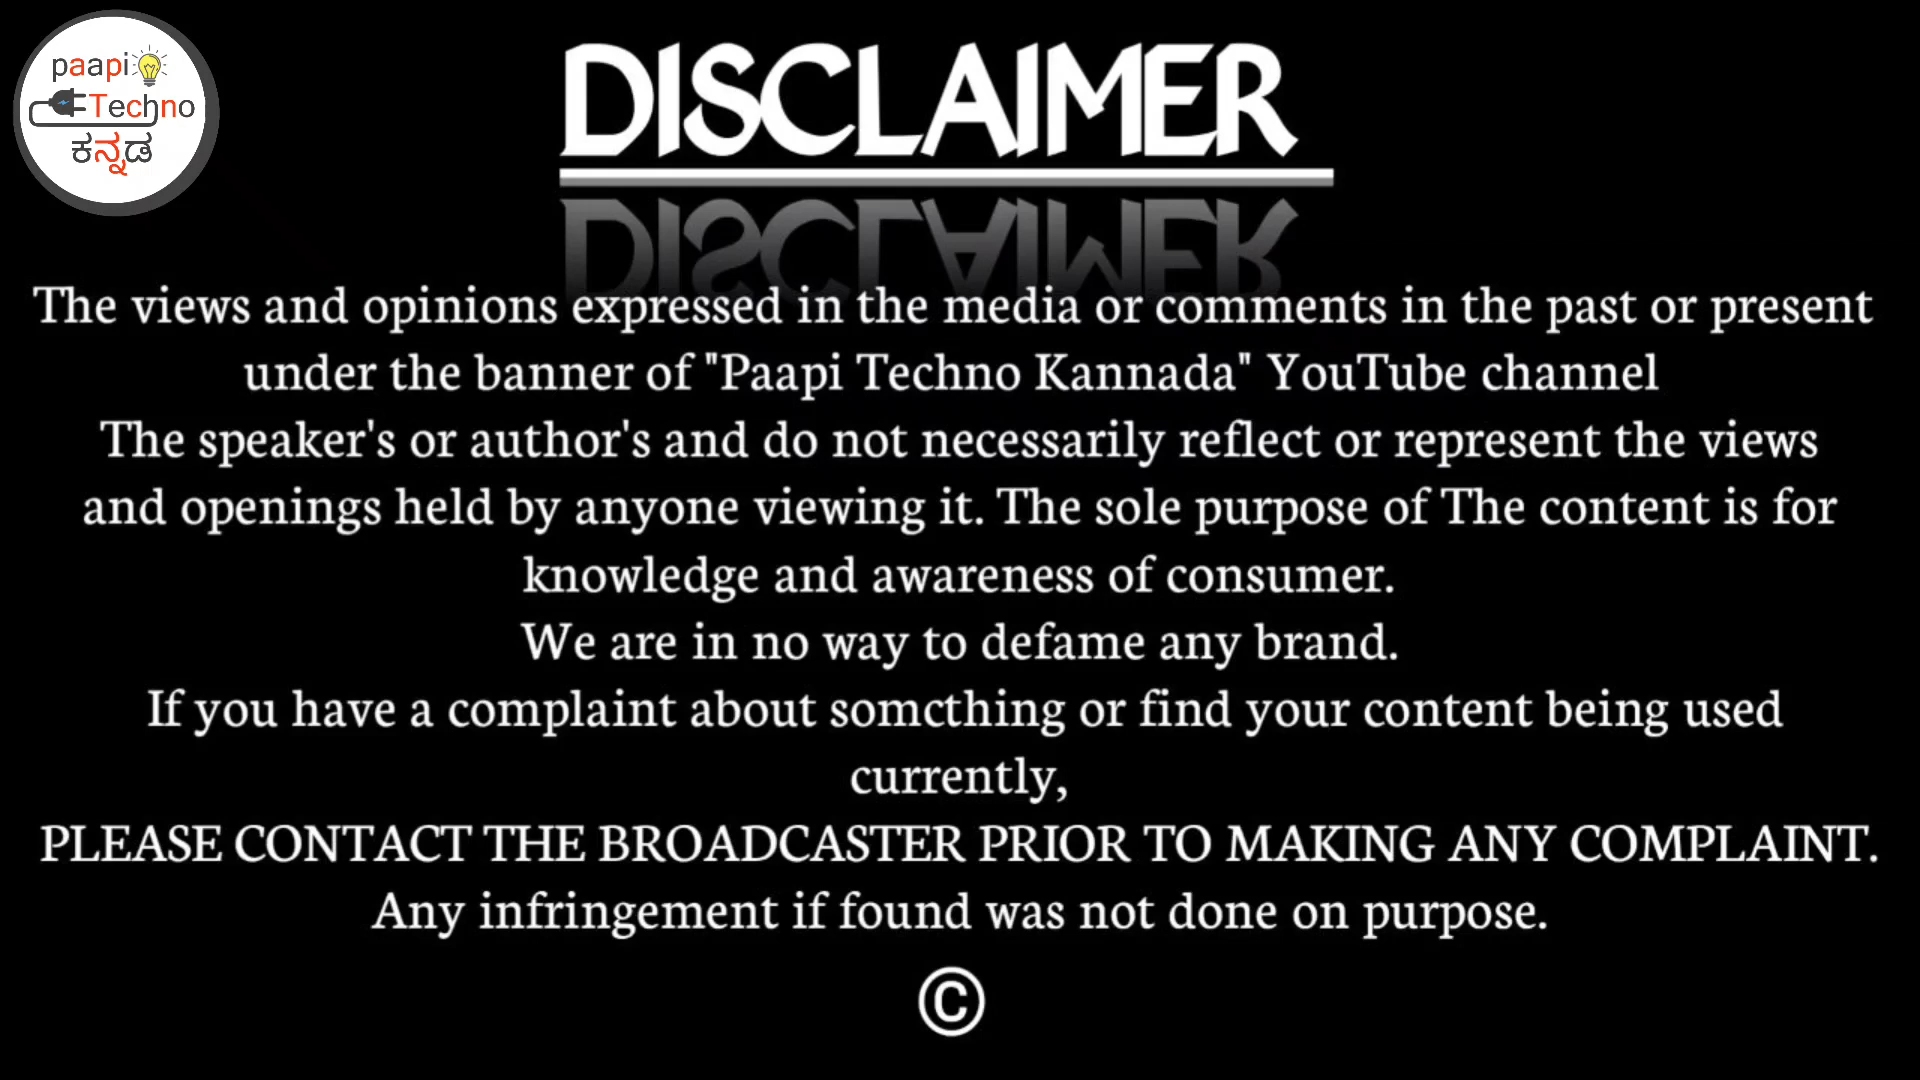 paapi
Techno
ಕನ್ನಡ
DISCLAIMER
The views and opinions expressed in the media or comments in the past or present
under the banner of "Paapi Techno Kannada" YouTube channel
The speaker's or author's and do not necessarily reflect or represent the views
and openings held by anyone viewing it. The sole purpose of The content is for
knowledge and awareness of consumer.
We are in no way to defame any brand.
If you have a complaint about somcthing or find your content being used
currently,
PLEASE CONTACT THE BROADCASTER PRIOR TO MAKING ANY COMPLAINT.
Any infringement if found was not done on purpose.
©